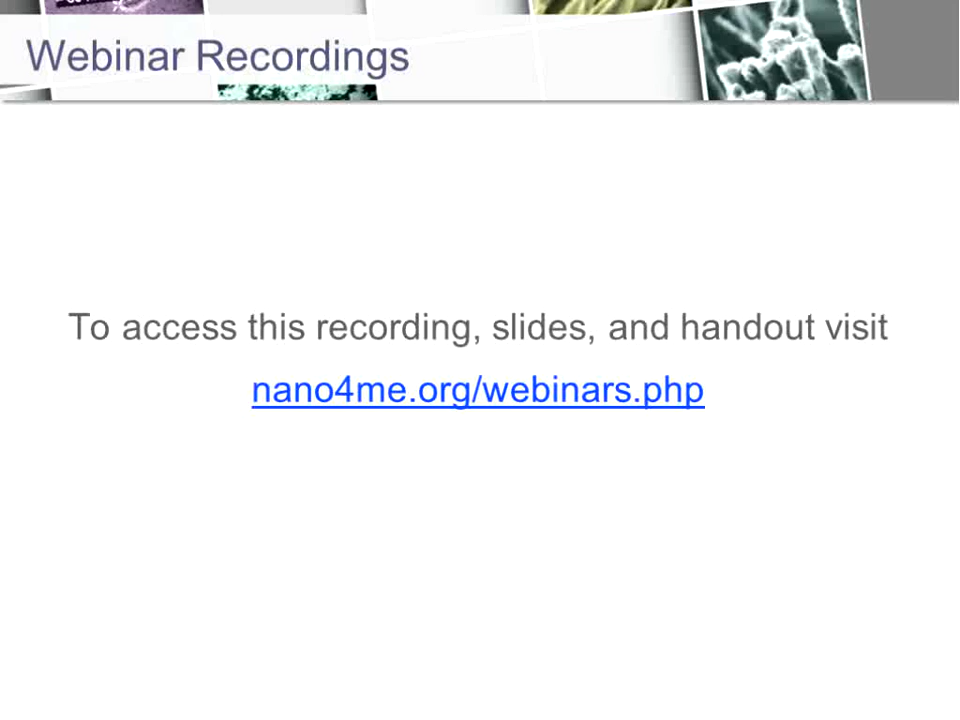 Webinar Recordings
To access this recording, slides, and handout visit
nano4me.org/webinars.php